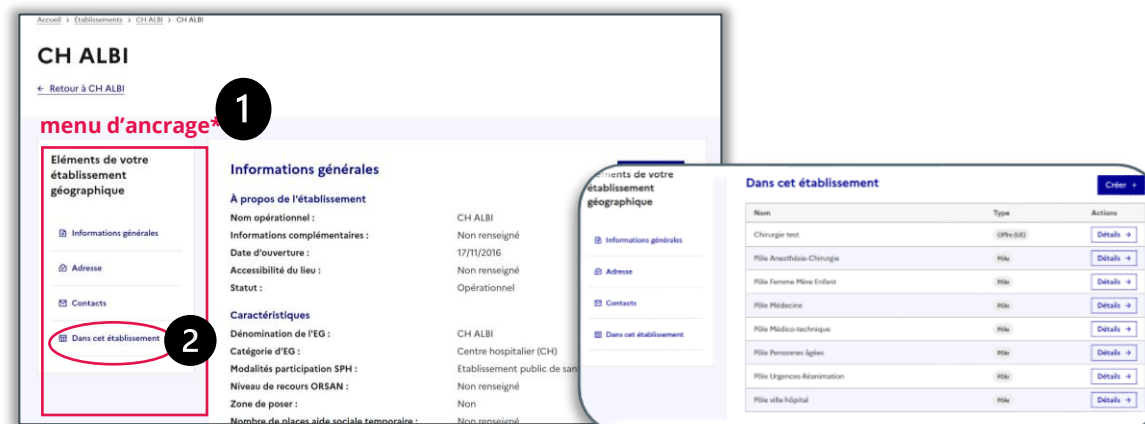 Accueil > Établissements > CH ALBI > CH ALBI
CH ALBI
← Retour à CH ALBI
1
menu d'ancrage*
Eléments de votre
établissement
géographique
Informations générales
Adresse
Contacts
Dans cet établissement
2
Informations générales
À propos de l'établissement
Nom opérationnel : CH ALBI
Informations complémentaires : Non renseigné
Date d'ouverture : 17/11/2016
Accessibilité du lieu : Non renseigné
Statut : Opérationnel
Caractéristiques
Dénomination de l'EG : CH ALBI
Catégorie d'EG : Centre hospitalier (CH)
Modalités participation SPH : Etablissement public de san
Niveau de recours ORSAN : Non renseigné
Zone de poser : Non
Nombre de places aide sociale temporaire : Non renseigné
ements de votre
établissement
géographique
Informations générales
Adresse
Contacts
Dans cet établissement
Dans cet établissement
Créer +
Nom Type Actions
Chirurgie test Offre (UE) Détails →
Pôle Anesthésie-Chirurgie Pôle Détails →
Pôle Femme Mère Enfant Pôle Détails →
Pôle Médecine Pôle Détails →
Pôle Médico-technique Pôle Détails →
Pôle Personnes âgées Pôle Détails →
Pôle Urgences-Réanimation Pôle Détails →
Pôle ville hôpital Pôle Détails →